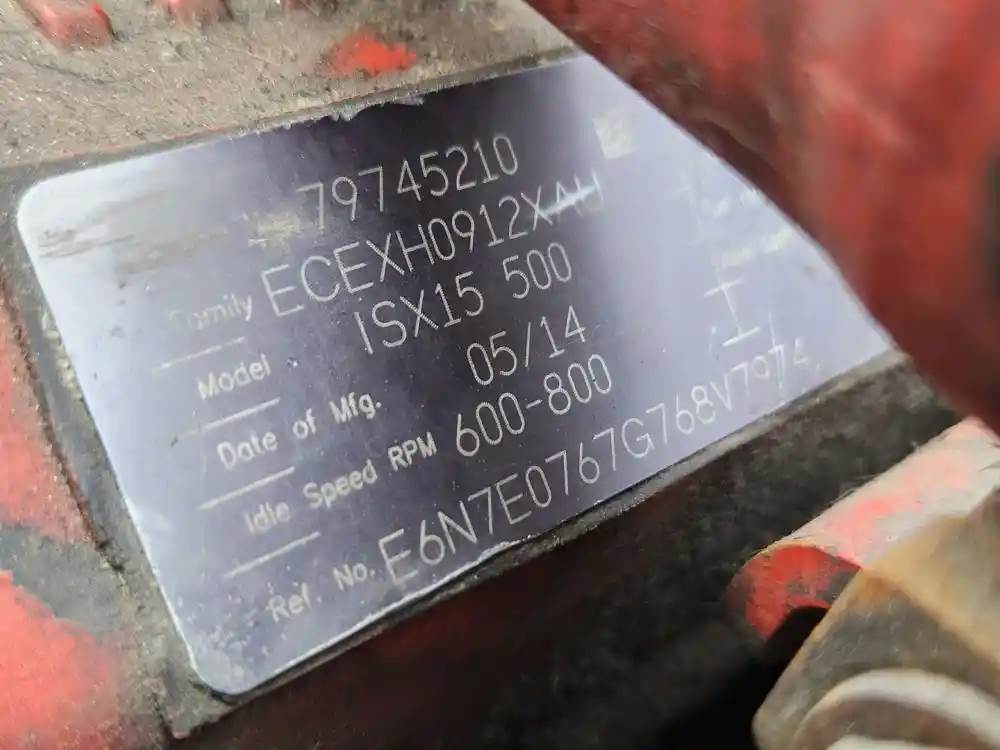 79745210
Family ECEXH0912XAU
Model ISX15 500
Date of Mfg. 05/14
Idle Speed RPM 600-800
Ref. No. E6N7E0767G768V7974